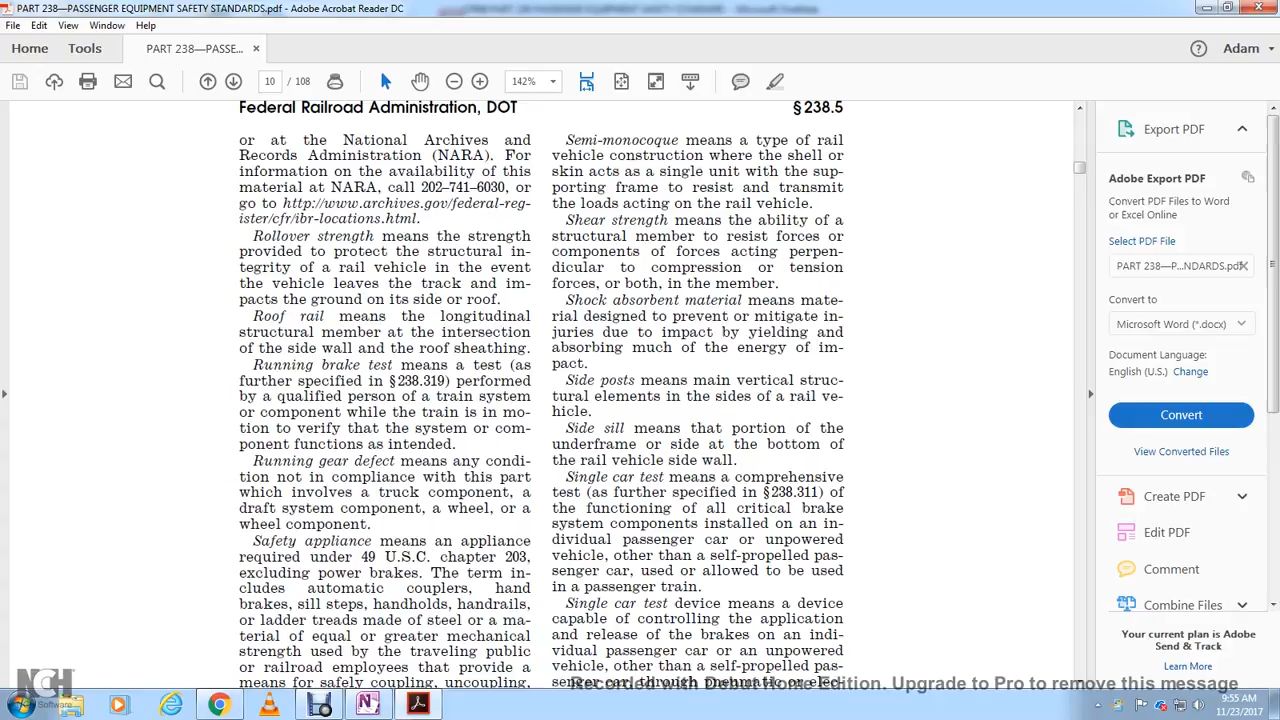 PART 238—PASSENGER EQUIPMENT SAFETY STANDARDS.pdf - Adobe Acrobat Reader DC
File Edit View Window Help
Home Tools PART 238—PASSE... × Adam
10 / 108 142%
Federal Railroad Administration, DOT § 238.5
or at the National Archives and
Records Administration (NARA). For
information on the availability of this
material at NARA, call 202–741–6030, or
go to http://www.archives.gov/federal-reg-
ister/cfr/ibr-locations.html.
Rollover strength means the strength
provided to protect the structural in-
tegrity of a rail vehicle in the event
the vehicle leaves the track and im-
pacts the ground on its side or roof.
Roof rail means the longitudinal
structural member at the intersection
of the side wall and the roof sheathing.
Running brake test means a test (as
further specified in § 238.319) performed
by a qualified person of a train system
or component while the train is in mo-
tion to verify that the system or com-
ponent functions as intended.
Running gear defect means any condi-
tion not in compliance with this part
which involves a truck component, a
draft system component, a wheel, or a
wheel component.
Safety appliance means an appliance
required under 49 U.S.C. chapter 203,
excluding power brakes. The term in-
cludes automatic couplers, hand
brakes, sill steps, handholds, handrails,
or ladder treads made of steel or a ma-
terial of equal or greater mechanical
strength used by the traveling public
or railroad employees that provide a
means for safely coupling, uncoupling,
Semi-monocoque means a type of rail
vehicle construction where the shell or
skin acts as a single unit with the sup-
porting frame to resist and transmit
the loads acting on the rail vehicle.
Shear strength means the ability of a
structural member to resist forces or
components of forces acting perpen-
dicular to compression or tension
forces, or both, in the member.
Shock absorbent material means mate-
rial designed to prevent or mitigate in-
juries due to impact by yielding and
absorbing much of the energy of im-
pact.
Side posts means main vertical struc-
tural elements in the sides of a rail ve-
hicle.
Side sill means that portion of the
underframe or side at the bottom of
the rail vehicle side wall.
Single car test means a comprehensive
test (as further specified in § 238.311) of
the functioning of all critical brake
system components installed on an in-
dividual passenger car or unpowered
vehicle, other than a self-propelled pas-
senger car, used or allowed to be used
in a passenger train.
Single car test device means a device
capable of controlling the application
and release of the brakes on an indi-
vidual passenger car or an unpowered
vehicle, other than a self-propelled pas-
senger car, through pneumatic or elec-
Export PDF
Adobe Export PDF
Convert PDF Files to Word
or Excel Online
Select PDF File
PART 238—P...NDARDS.pdf
Convert to
Microsoft Word (*.docx)
Document Language:
English (U.S.) Change
Convert
View Converted Files
Create PDF
Edit PDF
Comment
Combine Files
Your current plan is Adobe
Send & Track
Learn More
Recorded with Debut Home Edition. Upgrade to Pro to remove this message
NCH Software
9:55 AM
11/23/2017